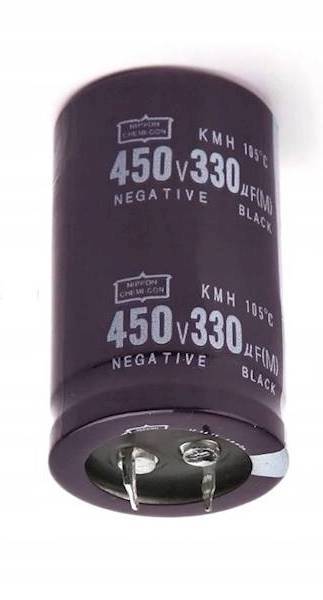 NIPPON
CHEMI-CON
KMH 105°C
450V330µF(M)
NEGATIVE BLACK
NIPPON
CHEMI-CON
KMH 105°C
450V330µF(M)
NEGATIVE BLACK